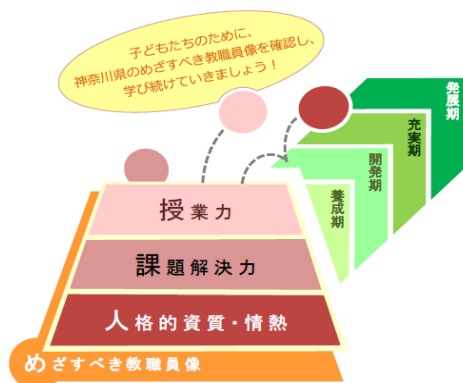 子どもたちのために、
神奈川県のめざすべき教職員像を確認し、
学び続けていきましょう！
発展期
充実期
開発期
養成期
授業力
課題解決力
人格的資質・情熱
めざすべき教職員像